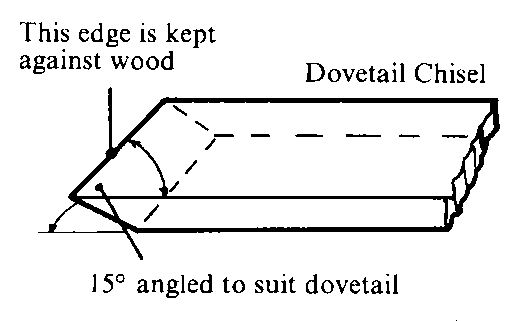 This edge is kept
against wood
Dovetail Chisel
15° angled to suit dovetail